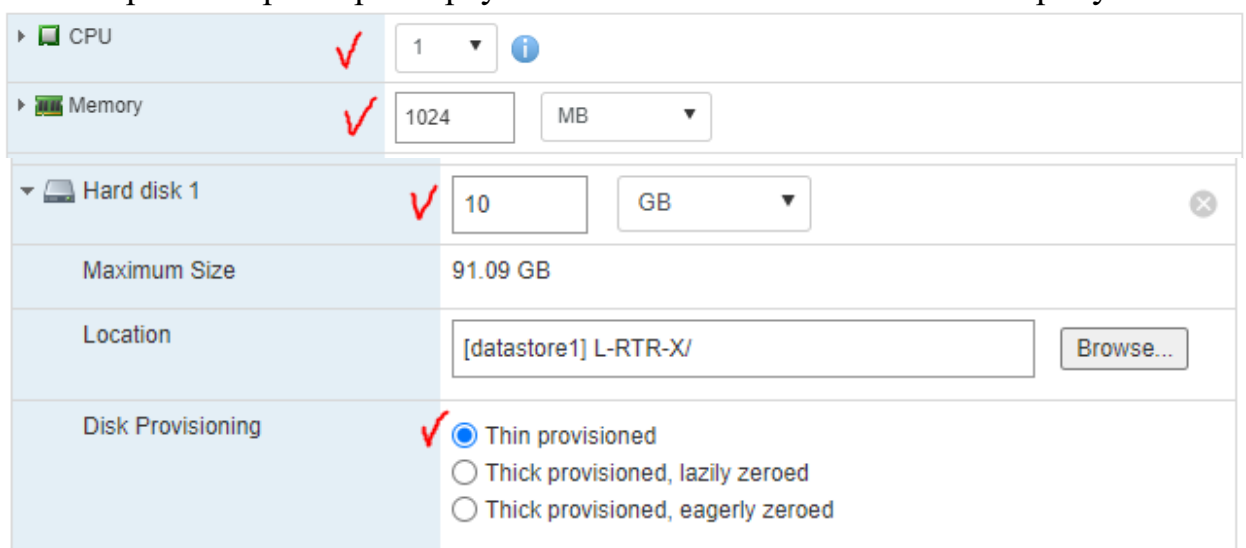 CPU
1
Memory
1024 MB
Hard disk 1
10 GB
Maximum Size 91.09 GB
Location [datastore1] L-RTR-X/ Browse...
Disk Provisioning Thin provisioned
Thick provisioned, lazily zeroed
Thick provisioned, eagerly zeroed